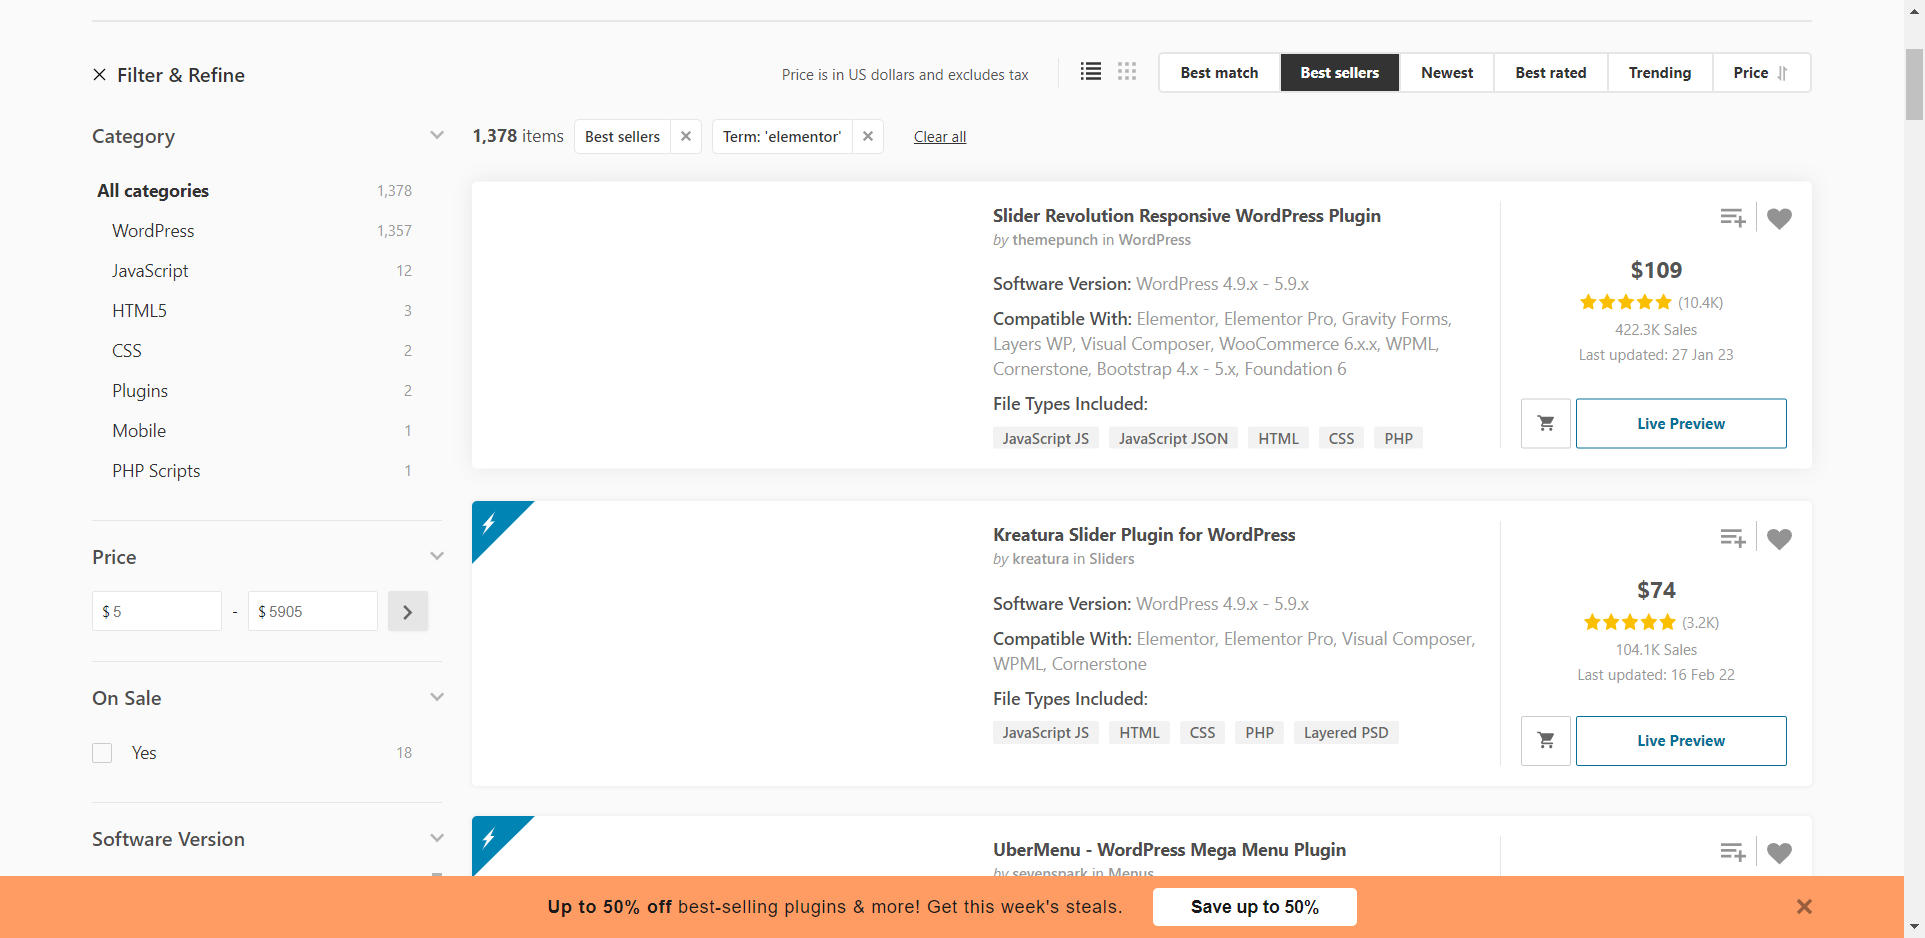 Filter & Refine
Price is in US dollars and excludes tax
Best match
Best sellers
Newest
Best rated
Trending
Price
Category
1,378 items
Best sellers
Term: 'elementor'
Clear all
All categories 1,378
WordPress 1,357
JavaScript 12
HTML5 3
CSS 2
Plugins 2
Mobile 1
PHP Scripts 1
Price
$ 5 - $ 5905
On Sale
Yes 18
Software Version
Slider Revolution Responsive WordPress Plugin
by themepunch in WordPress
Software Version: WordPress 4.9.x - 5.9.x
Compatible With: Elementor, Elementor Pro, Gravity Forms,
Layers WP, Visual Composer, WooCommerce 6.x.x, WPML,
Cornerstone, Bootstrap 4.x - 5.x, Foundation 6
File Types Included:
JavaScript JS JavaScript JSON HTML CSS PHP
$109
(10.4K)
422.3K Sales
Last updated: 27 Jan 23
Live Preview
Kreatura Slider Plugin for WordPress
by kreatura in Sliders
Software Version: WordPress 4.9.x - 5.9.x
Compatible With: Elementor, Elementor Pro, Visual Composer,
WPML, Cornerstone
File Types Included:
JavaScript JS HTML CSS PHP Layered PSD
$74
(3.2K)
104.1K Sales
Last updated: 16 Feb 22
Live Preview
UberMenu - WordPress Mega Menu Plugin
by sevenspark in Menus
Up to 50% off best-selling plugins & more! Get this week's steals.
Save up to 50%